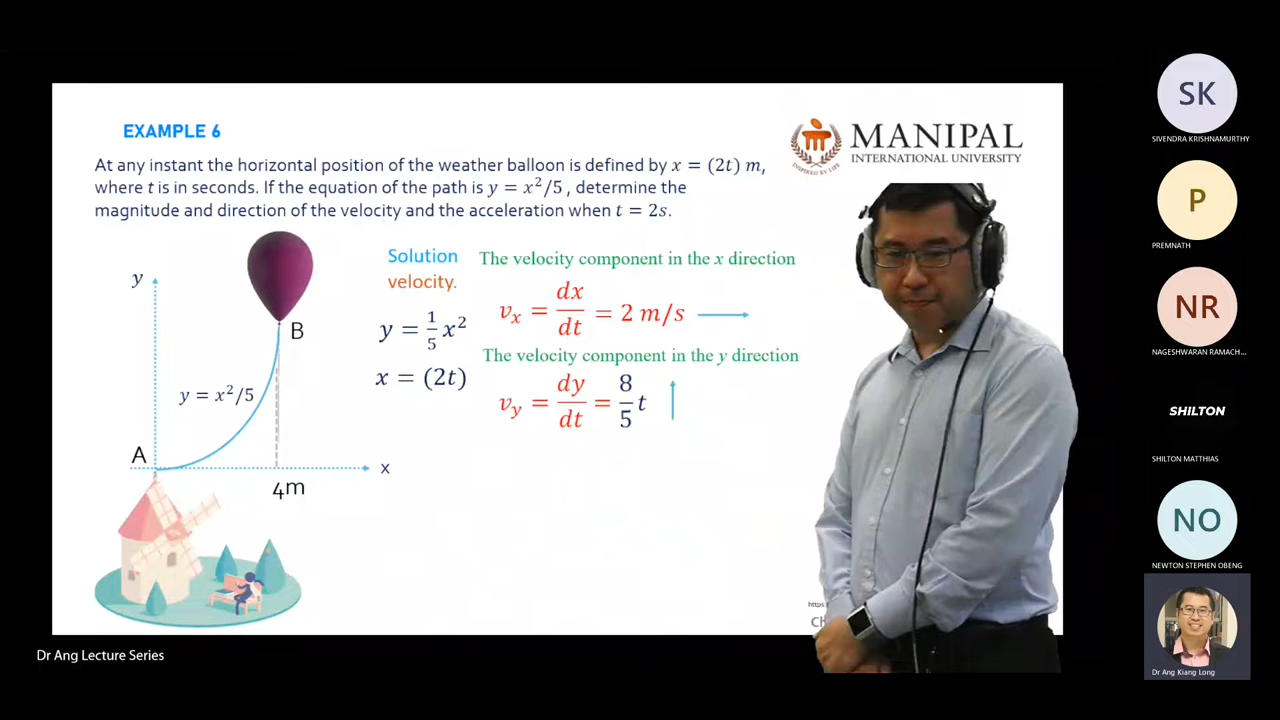 EXAMPLE 6
At any instant the horizontal position of the weather balloon is defined by x = (2t) m,
where t is in seconds. If the equation of the path is y = x²/5, determine the
magnitude and direction of the velocity and the acceleration when t = 2s.
MANIPAL
INTERNATIONAL UNIVERSITY
INSPIRED BY LIFE
Solution
velocity.
y = 1/5 x²
x = (2t)
The velocity component in the x direction
vₓ = dx/dt = 2 m/s
The velocity component in the y direction
v_y = dy/dt = 8/5 t
y
B
y = x²/5
A
x
4m
https:
Dr Ang Lecture Series
SK
SIVENDRA KRISHNAMURTHY
P
PREMNATH
NR
NAGESHWARAN RAMACH...
SHILTON
SHILTON MATTHIAS
NO
NEWTON STEPHEN OBENG
Dr Ang Kiang Long